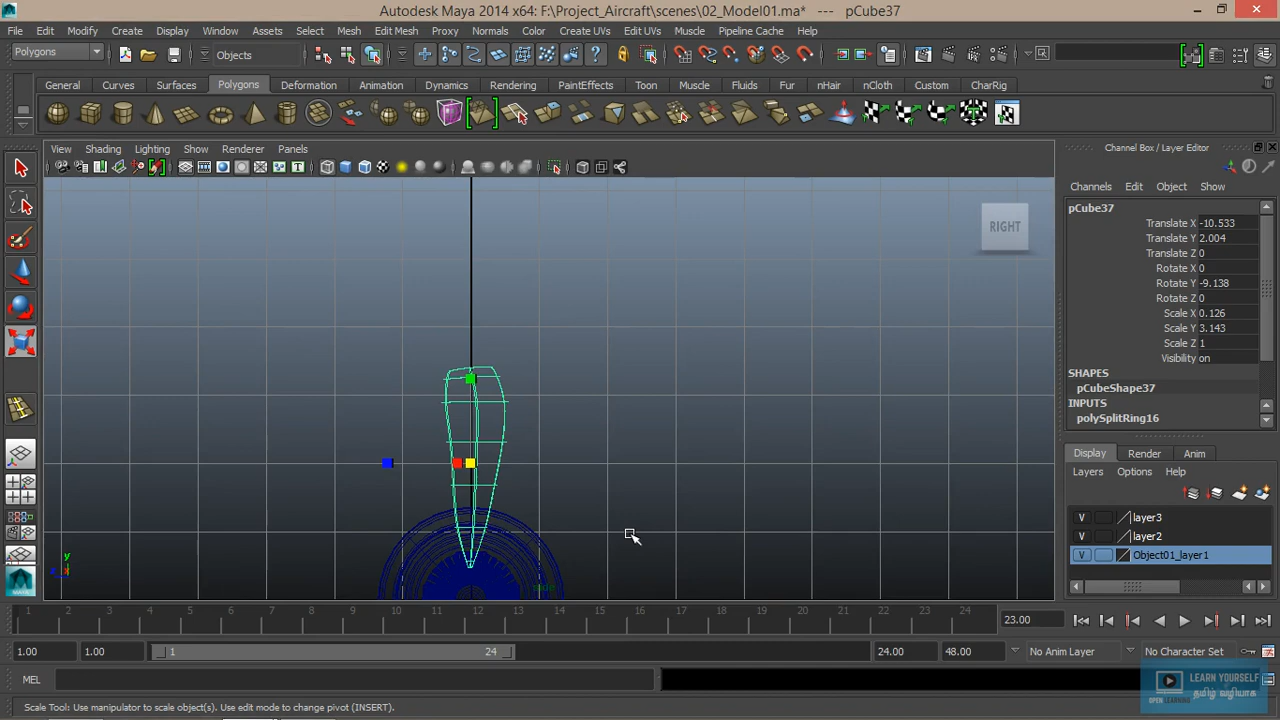 Autodesk Maya 2014 x64: F:\Project_Aircraft\scenes\02_Model01.ma* --- pCube37
File Edit Modify Create Display Window Assets Select Mesh Edit Mesh Proxy Normals Color Create UVs Edit UVs Muscle Pipeline Cache Help
Polygons Objects
General Curves Surfaces Polygons Deformation Animation Dynamics Rendering PaintEffects Toon Muscle Fluids Fur nHair nCloth Custom CharRig
View Shading Lighting Show Renderer Panels
Channel Box / Layer Editor
Channels Edit Object Show
pCube37
Translate X -10.533
Translate Y 2.004
Translate Z 0
Rotate X 0
Rotate Y -9.138
Rotate Z 0
Scale X 0.126
Scale Y 3.143
Scale Z 1
Visibility on
SHAPES
pCubeShape37
INPUTS
polySplitRing16
RIGHT
Display Render Anim
Layers Options Help
V layer3
V layer2
V Object01_layer1
y
1 2 3 4 5 6 7 8 9 10 11 12 13 14 15 16 17 18 19 20 21 22 23 24
23.00
1.00 1.00 1 24 24.00 48.00 No Anim Layer No Character Set
MEL
LEARN YOURSELF
தமிழ் வழியாக
OPEN LEARNING
Scale Tool: Use manipulator to scale object(s). Use edit mode to change pivot (INSERT).